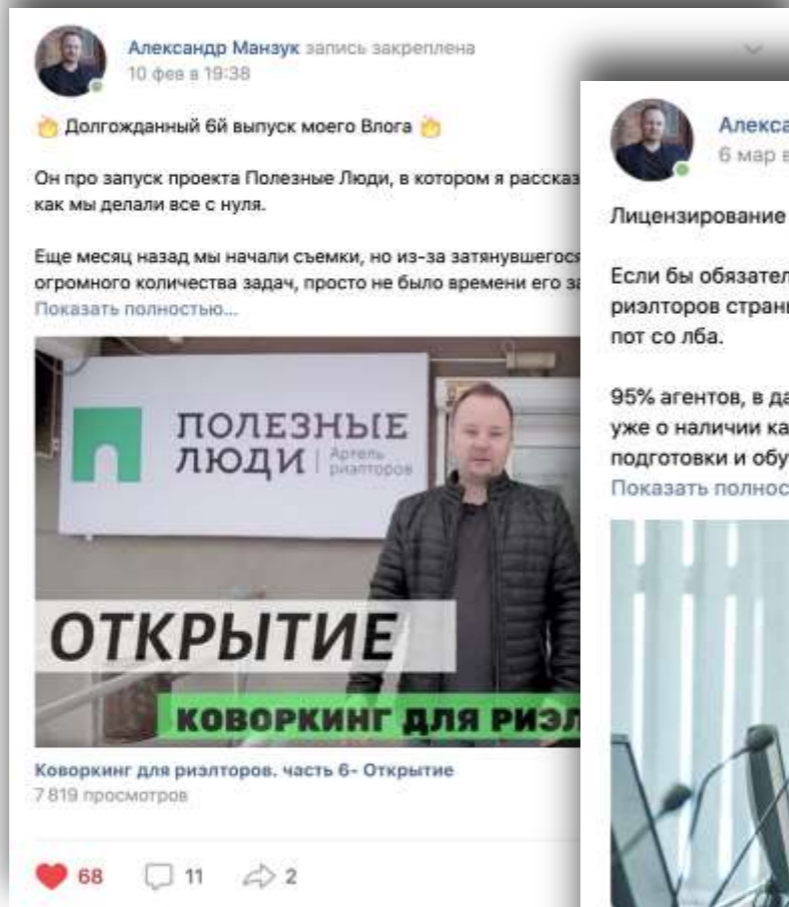 Александр Манзук запись закреплена
10 фев в 19:38
Долгожданный 6й выпуск моего Влога
Он про запуск проекта Полезные Люди, в котором я рассказ
как мы делали все с нуля.
Еще месяц назад мы начали съемки, но из-за затянувшегося
огромного количества задач, просто не было времени его за
Показать полностью...
ПОЛЕЗНЫЕ
ЛЮДИ | Артель
риэлторов
ОТКРЫТИЕ
КОВОРКИНГ ДЛЯ РИЭЛ
Коворкинг для риэлторов. часть 6- Открытие
7 819 просмотров
68 11 2
Алекса
6 мар в
Лицензирование
Если бы обязател
риэлторов стран
пот со лба.
95% агентов, в да
уже о наличии ка
подготовки и обу
Показать полнос